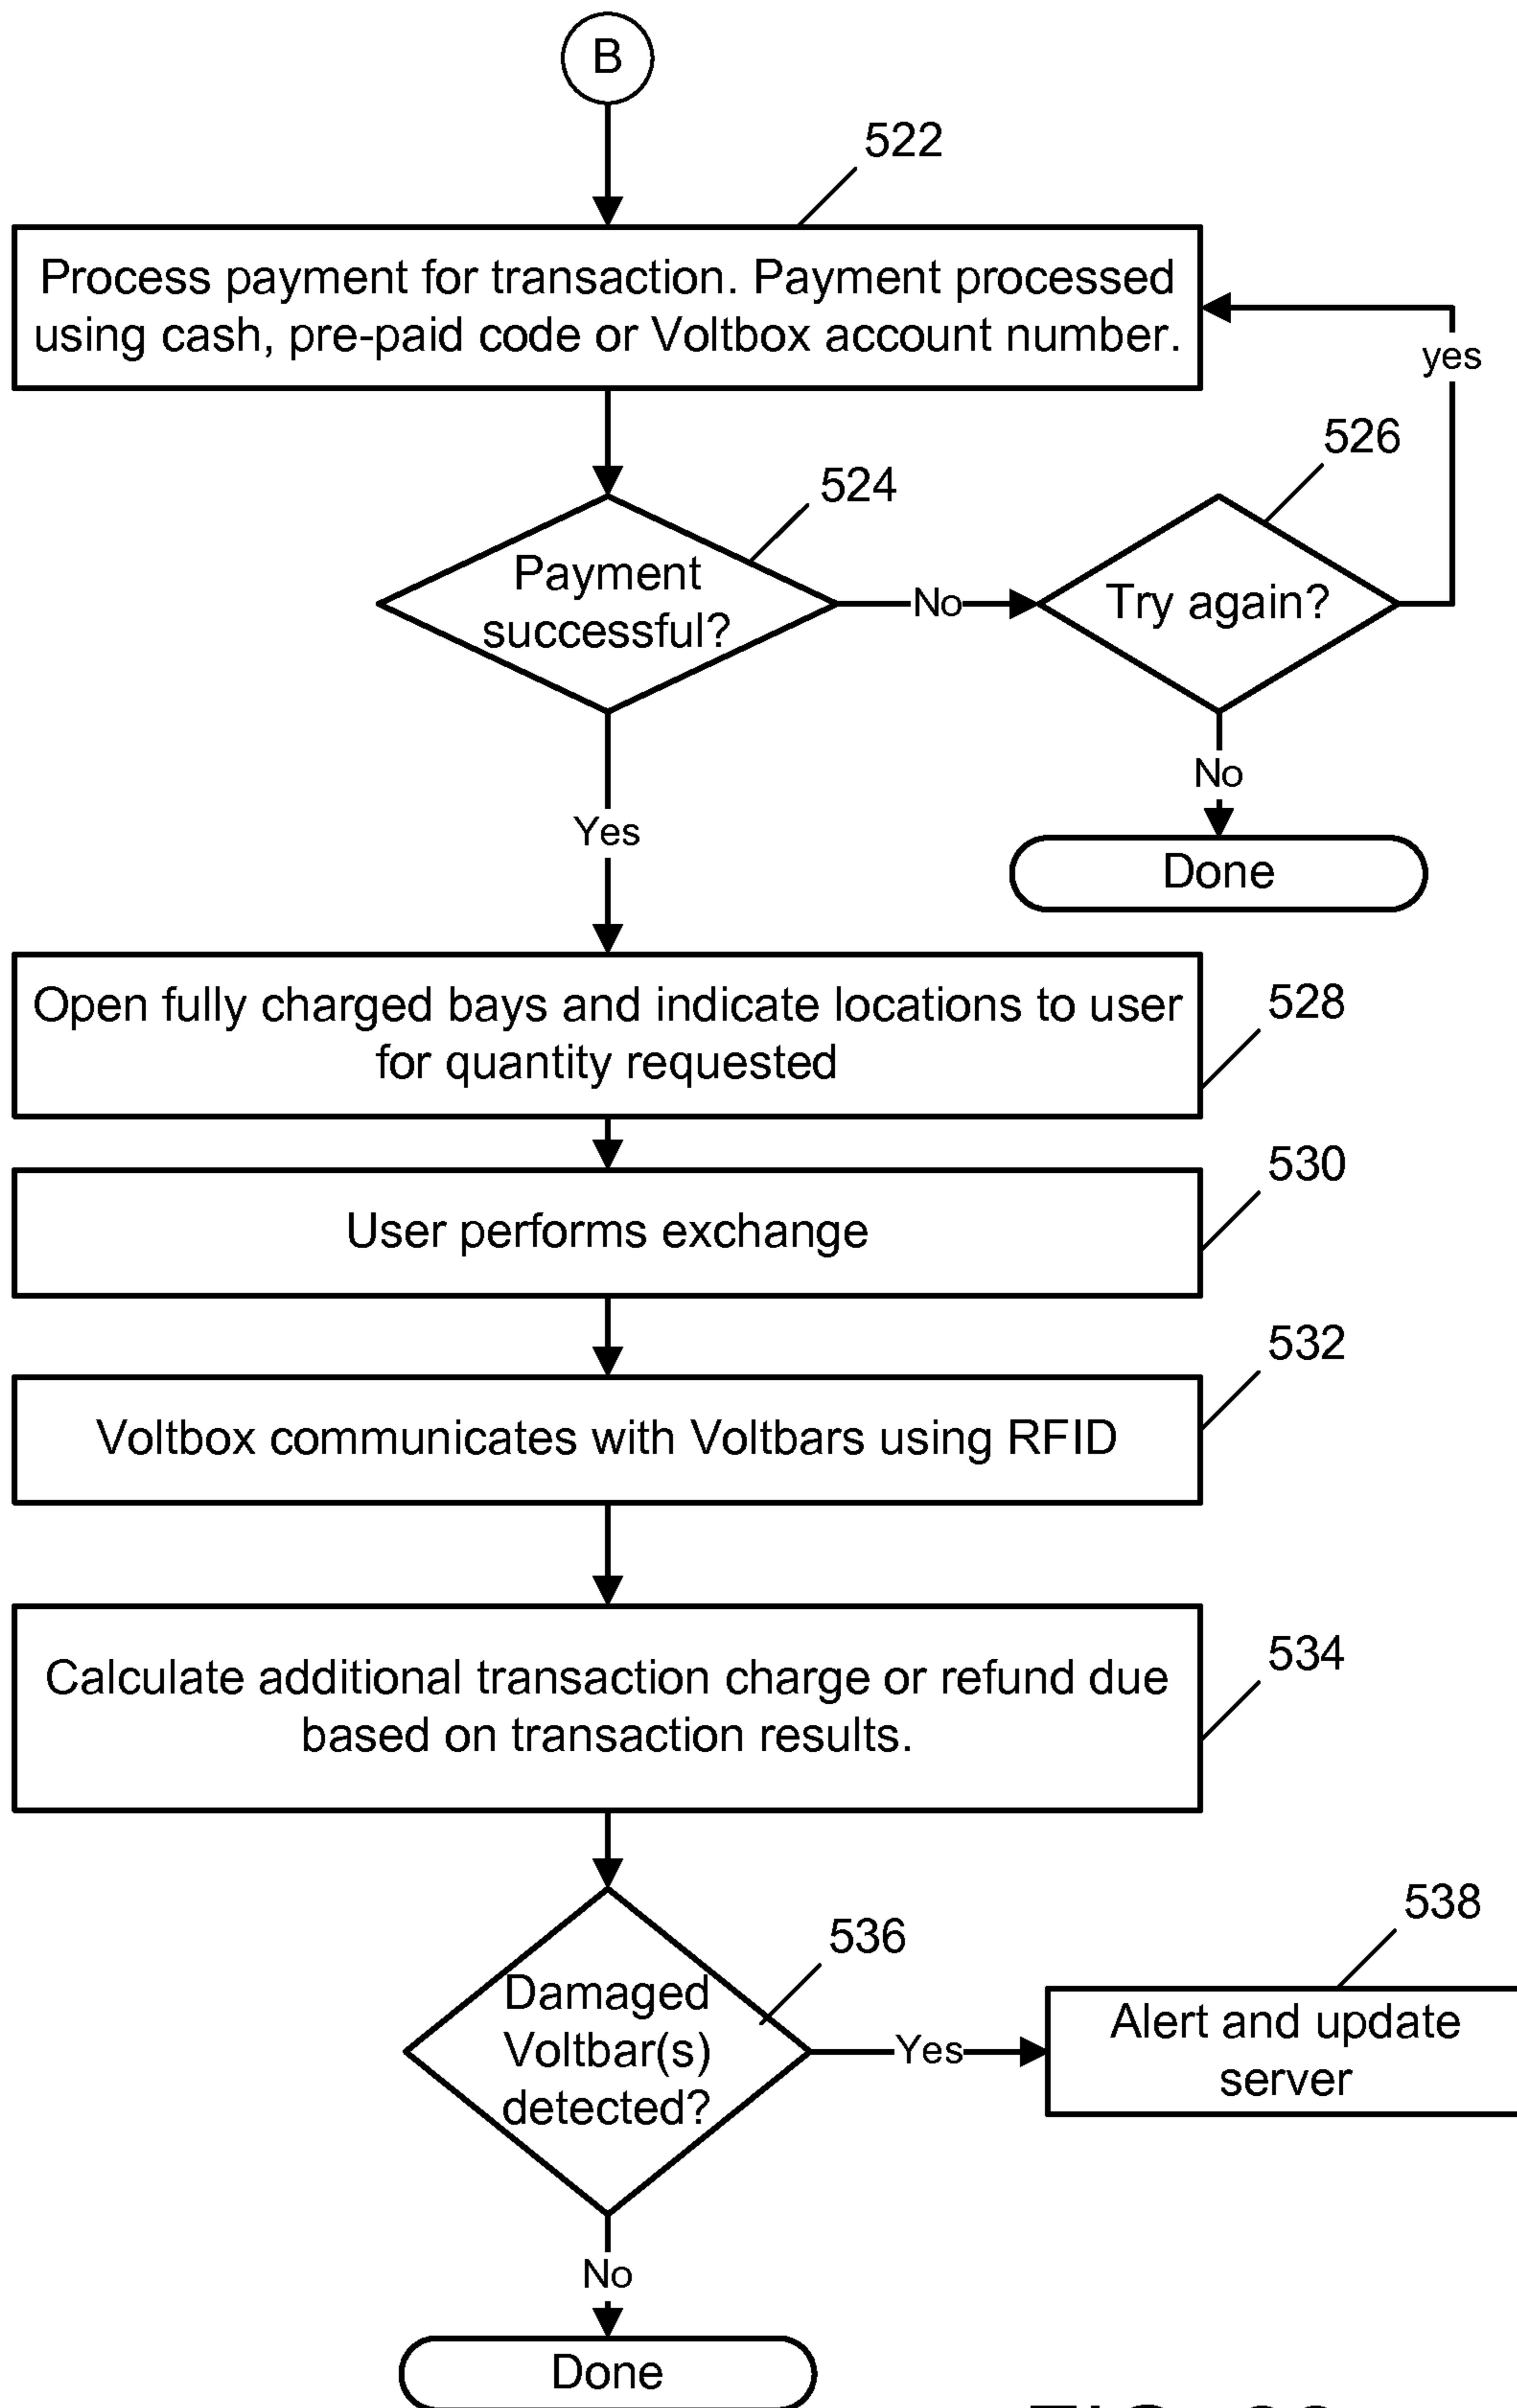 B
522
Process payment for transaction. Payment processed
using cash, pre-paid code or Voltbox account number.
yes
526
524
Payment
successful?
No
Try again?
No
Yes
Done
Open fully charged bays and indicate locations to user
for quantity requested
528
530
User performs exchange
532
Voltbox communicates with Voltbars using RFID
534
Calculate additional transaction charge or refund due
based on transaction results.
538
536
Damaged
Voltbar(s)
detected?
Yes
Alert and update
server
No
Done